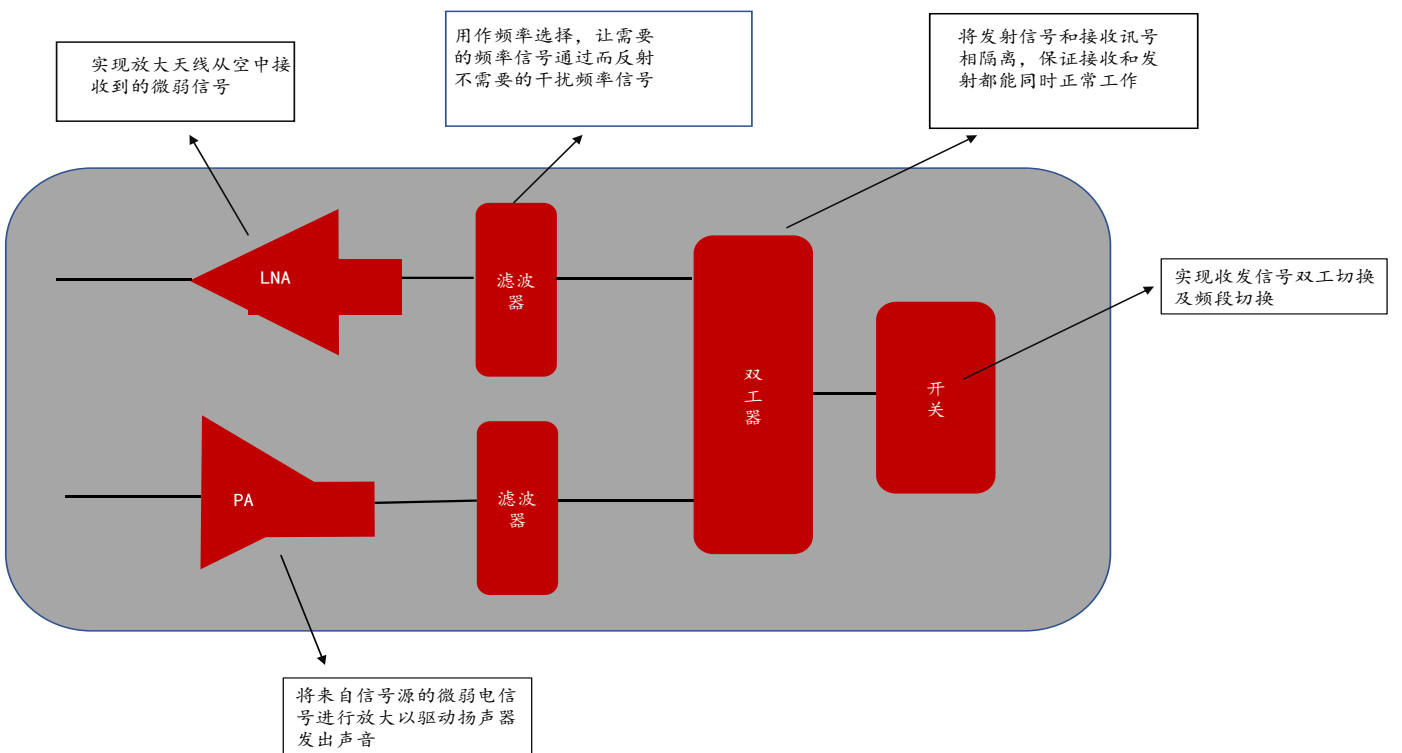 实现放大天线从空中接
收到的微弱信号
用作频率选择，让需要
的频率信号通过而反射
不需要的干扰频率信号
将发射信号和接收讯号
相隔离，保证接收和发
射都能同时正常工作
LNA
滤波
器
实现收发信号双工切换
及频段切换
双
工
器
开
关
PA
滤波
器
将来自信号源的微弱电信
号进行放大以驱动扬声器
发出声音